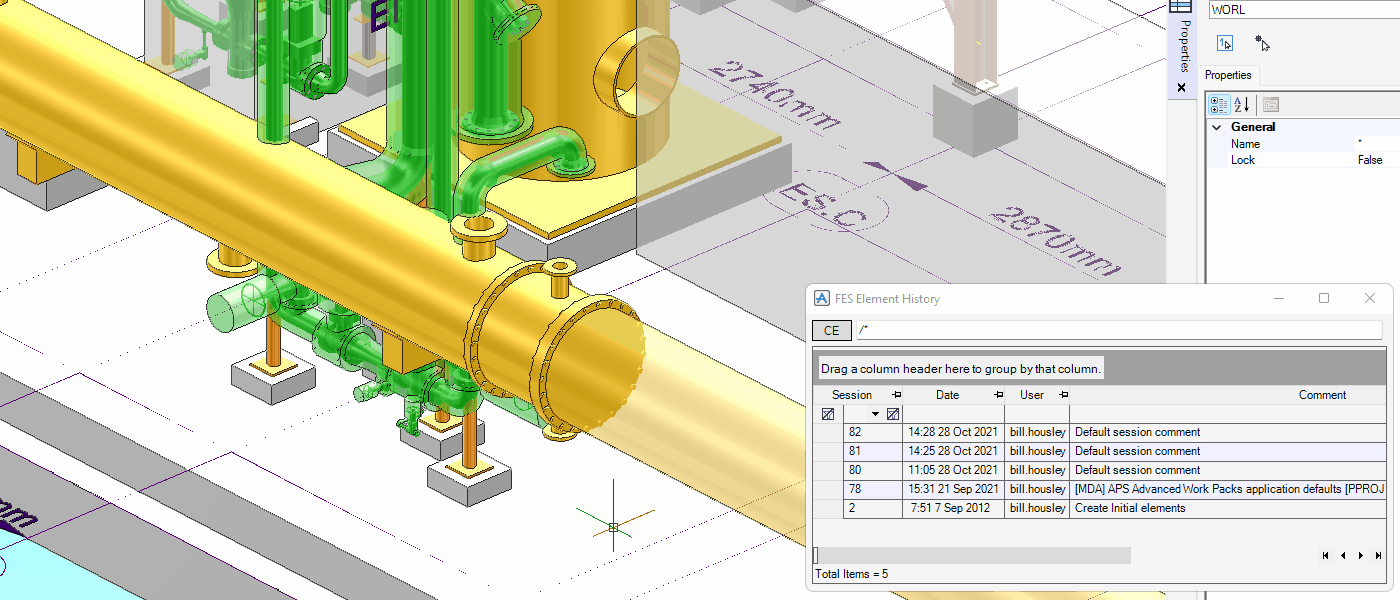 WORL
Properties
Properties
General
Name *
Lock False
2740mm
E.S.C
2870mm
FES Element History
CE /*
Drag a column header here to group by that column.
Session Date User Comment
82 14:28 28 Oct 2021 bill.housley Default session comment
81 14:25 28 Oct 2021 bill.housley Default session comment
80 11:05 28 Oct 2021 bill.housley Default session comment
78 15:31 21 Sep 2021 bill.housley [MDA] APS Advanced Work Packs application defaults [PPROJ
2 7:51 7 Sep 2012 bill.housley Create Initial elements
Total Items = 5